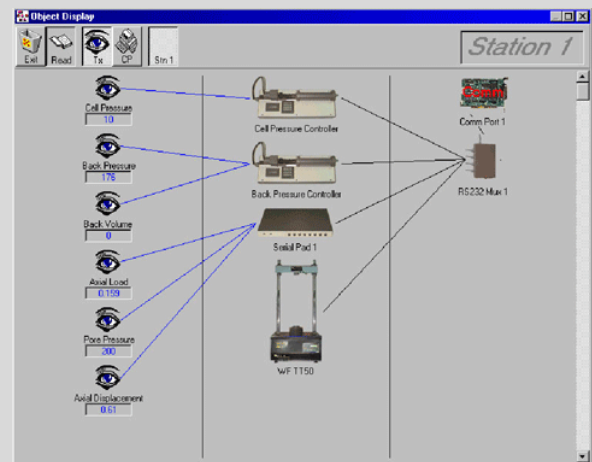 Object Display
Exit
Read
Tx
CP
Stn 1
Station 1
Cell Pressure
10
Back Pressure
176
Back Volume
0
Axial Load
0.159
Pore Pressure
200
Axial Displacement
0.61
Cell Pressure Controller
Back Pressure Controller
Serial Pad 1
WF TT50
Comm
Comm Port 1
RS232 Mux 1